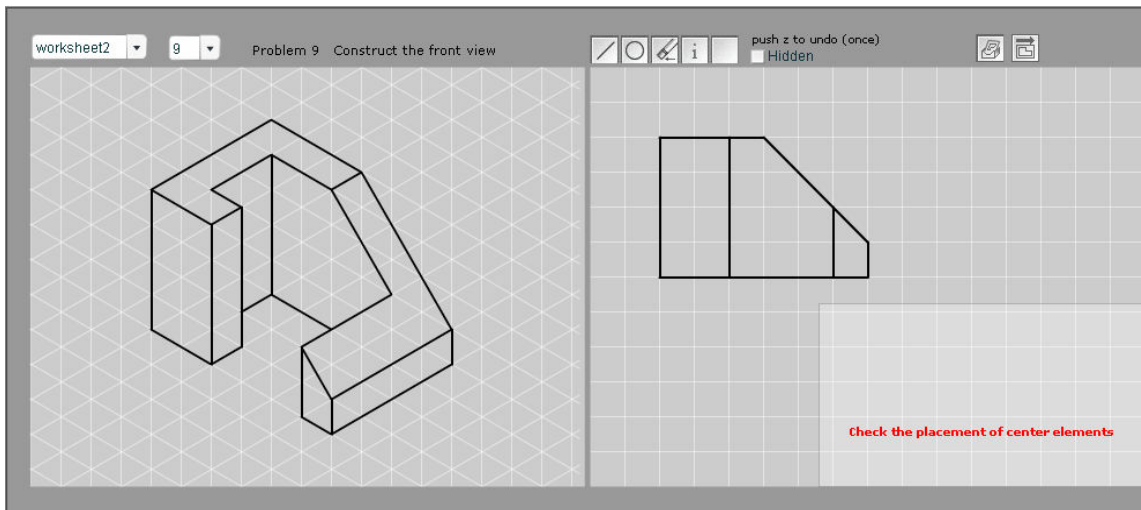 worksheet2 9 Problem 9 Construct the front view i push z to undo (once)
Hidden
Check the placement of center elements